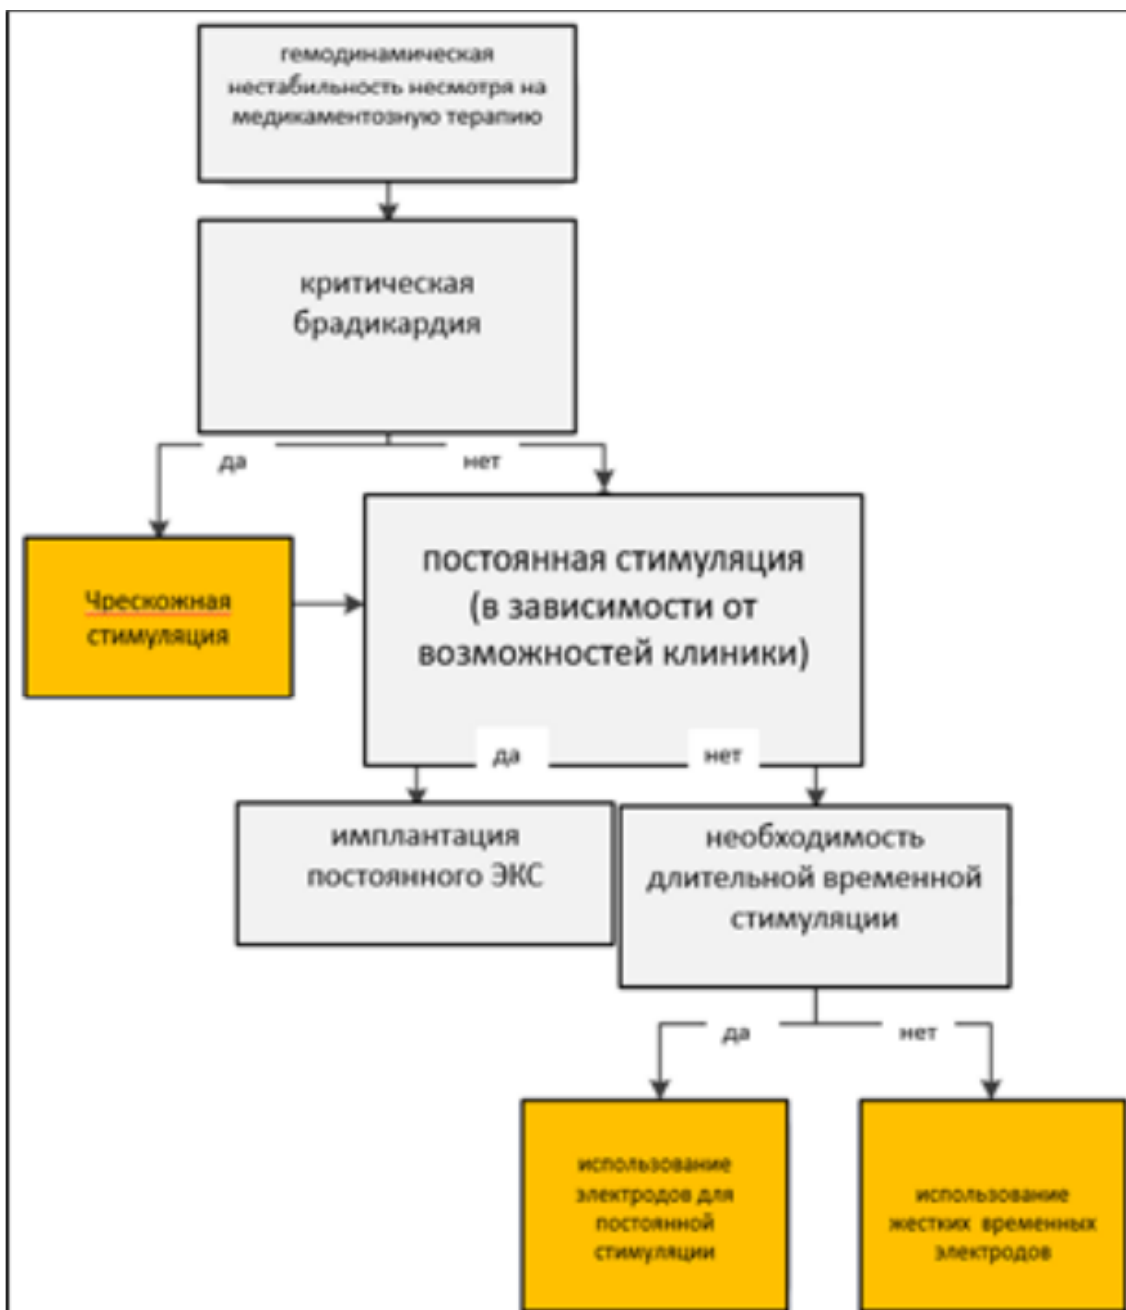 гемодинамическая
нестабильность несмотря на
медикаментозную терапию
критическая
брадикардия
да
нет
Чрескожная
стимуляция
постоянная стимуляция
(в зависимости от
возможностей клиники)
да
нет
имплантация
постоянного ЭКС
необходимость
длительной временной
стимуляции
да
нет
использование
электродов для
постоянной
стимуляции
использование
жестких временных
электродов